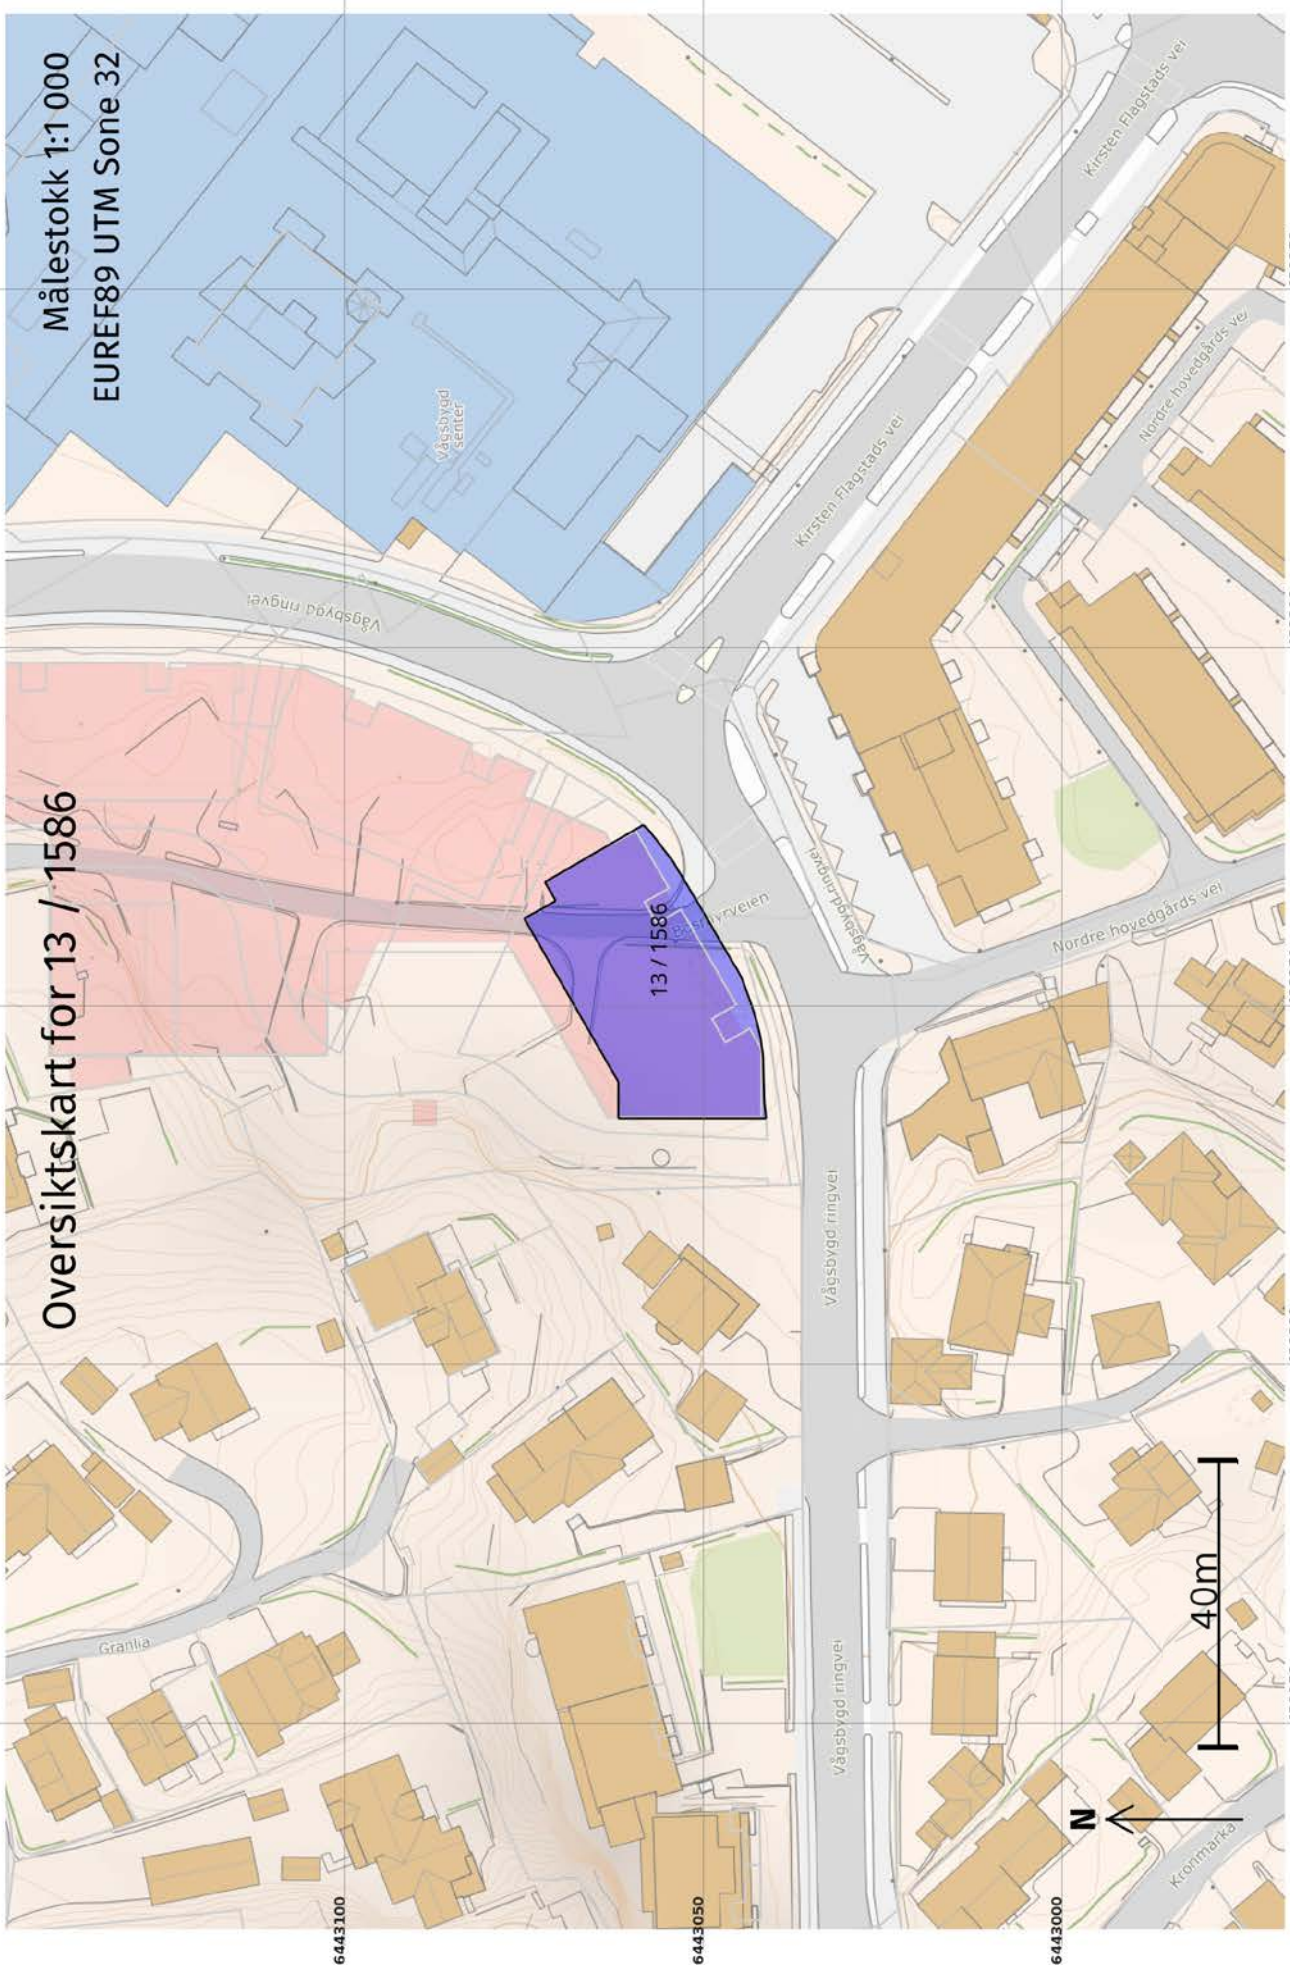 Oversiktskart for 13 / 1586
Målestokk 1:1 000
EUREF89 UTM Sone 32
Vågsbygd
senter
Vågsbygd ringvei
Kirsten Flagstads vei
Kirsten Flagstads vei
Nordre hovedgårds vei
13 / 1586
Vågsbygd ringvei
Nordre hovedgårds vei
Granlia
Vågsbygd ringvei
Vågsbygd ringvei
Kronmarka
N
40m
6443100
6443050
6443000